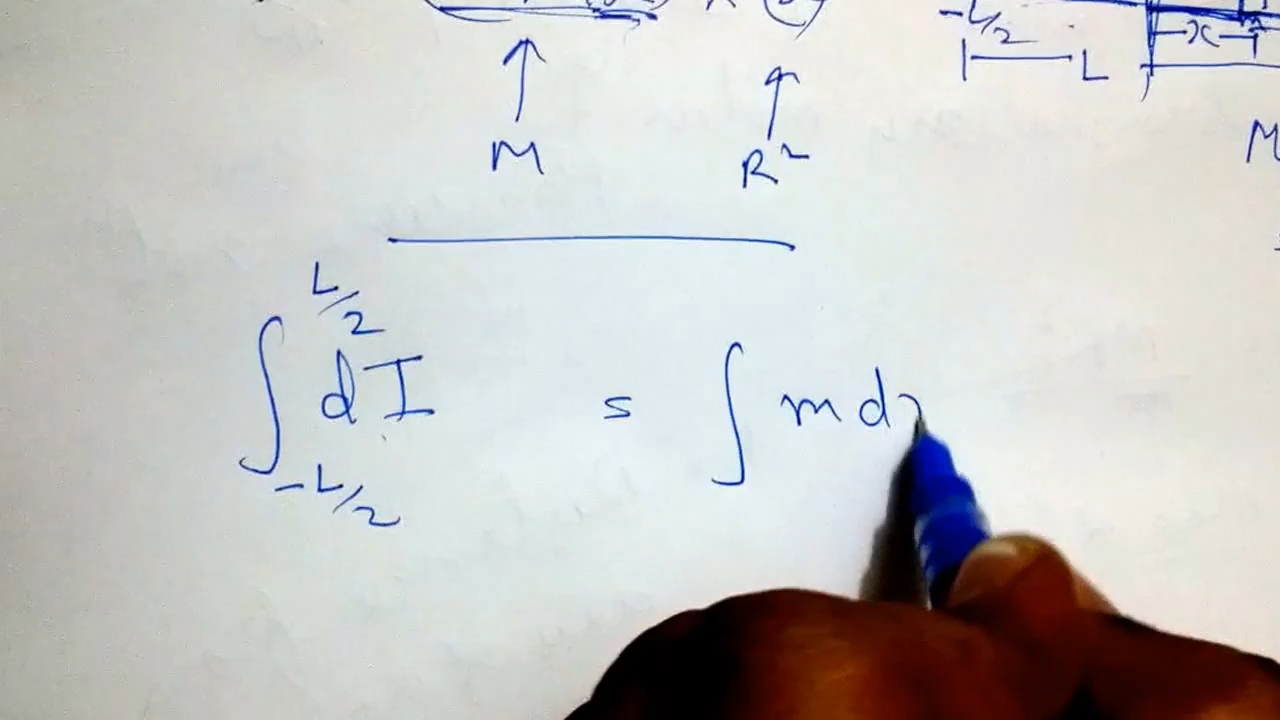 -L/2 x
L
M R² M
L/2
∫ dI = ∫ m d
-L/2